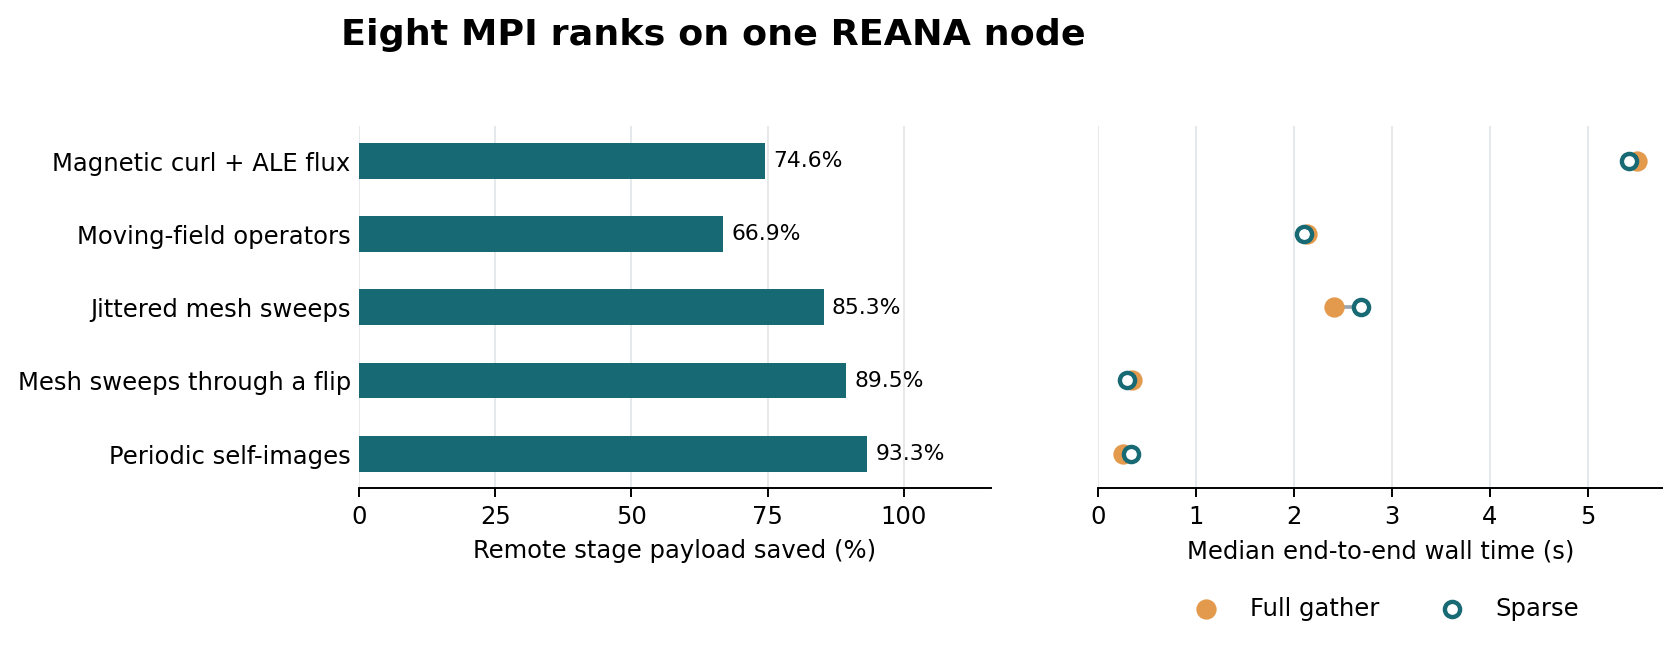 Eight MPI ranks on one REANA node
Magnetic curl + ALE flux
74.6%
Moving-field operators
66.9%
Jittered mesh sweeps
85.3%
Mesh sweeps through a flip
89.5%
Periodic self-images
93.3%
0 25 50 75 100
Remote stage payload saved (%)
0 1 2 3 4 5
Median end-to-end wall time (s)
Full gather Sparse